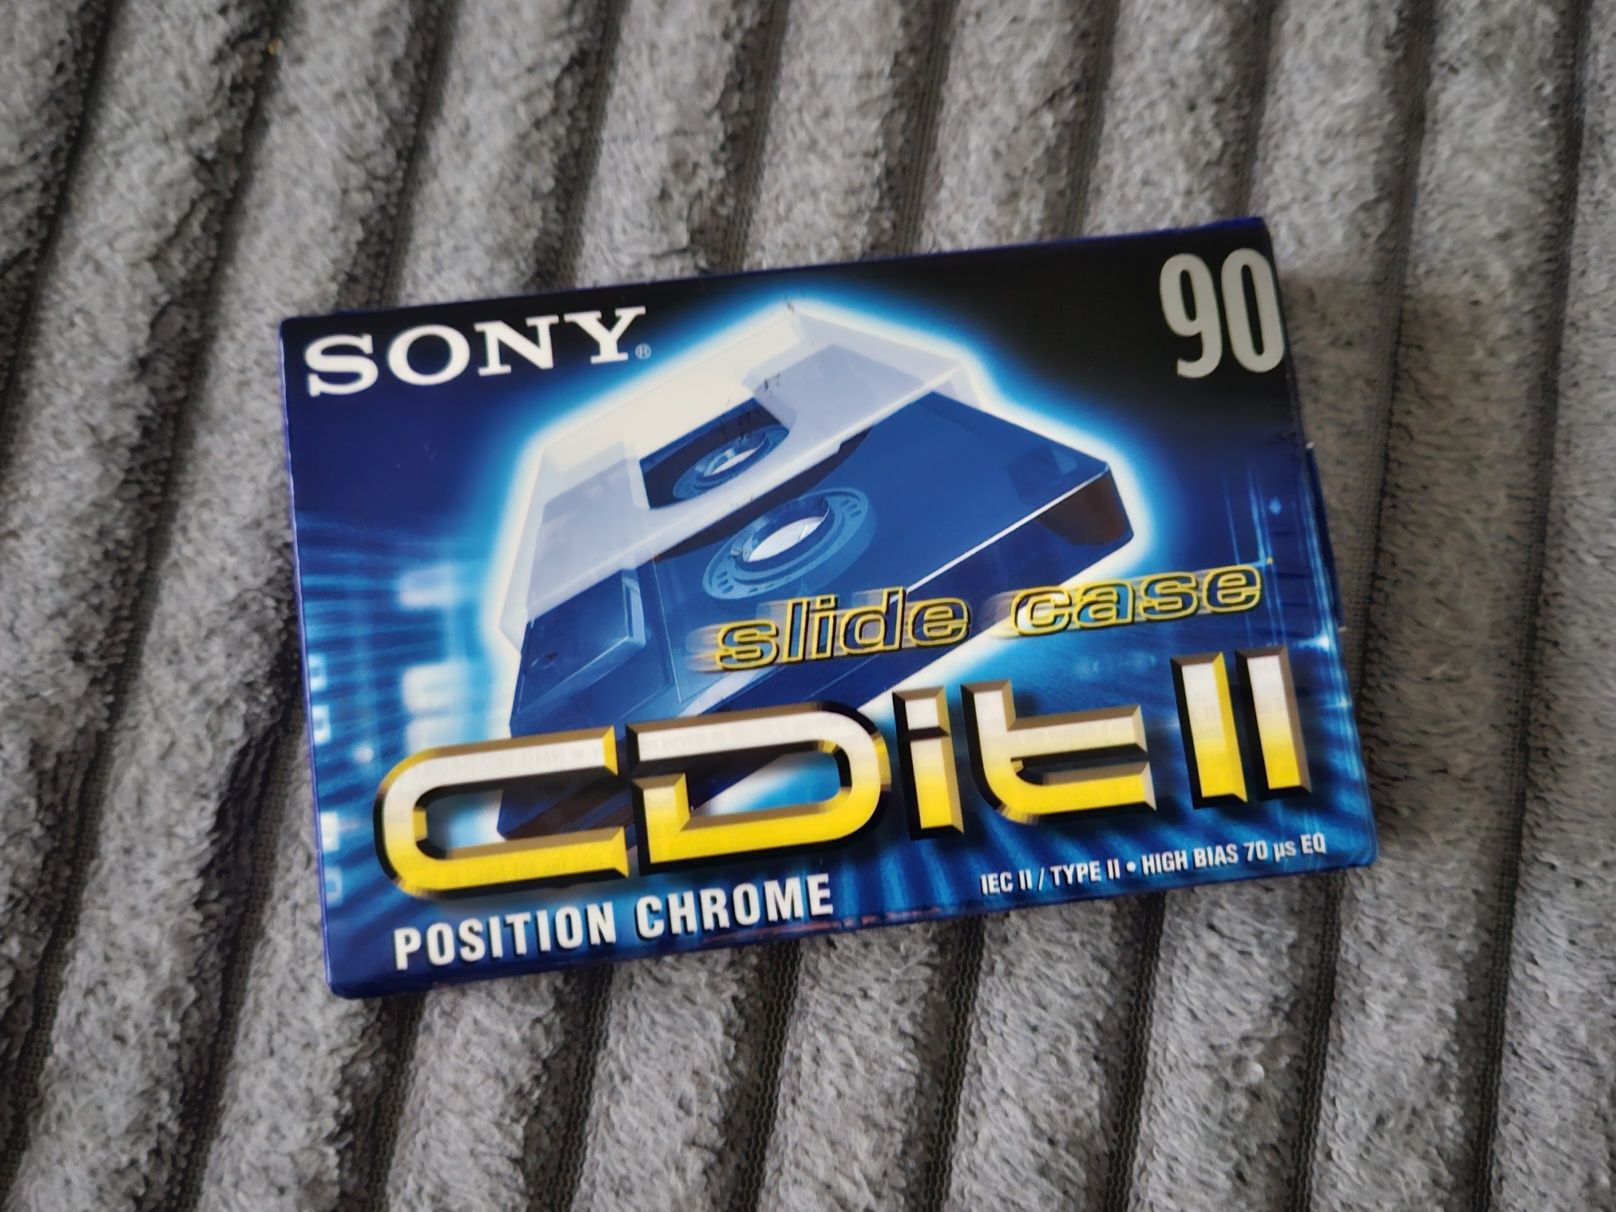 SONY®
90
slide case
CDit II
POSITION CHROME
IEC II / TYPE II • HIGH BIAS 70 µs EQ